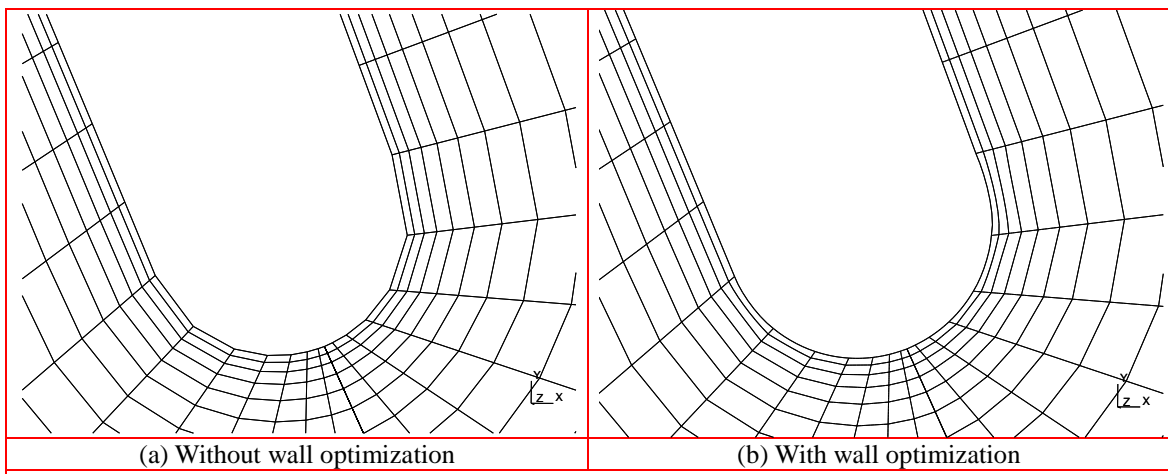 Y
Z X
Y
Z X
(a) Without wall optimization
(b) With wall optimization